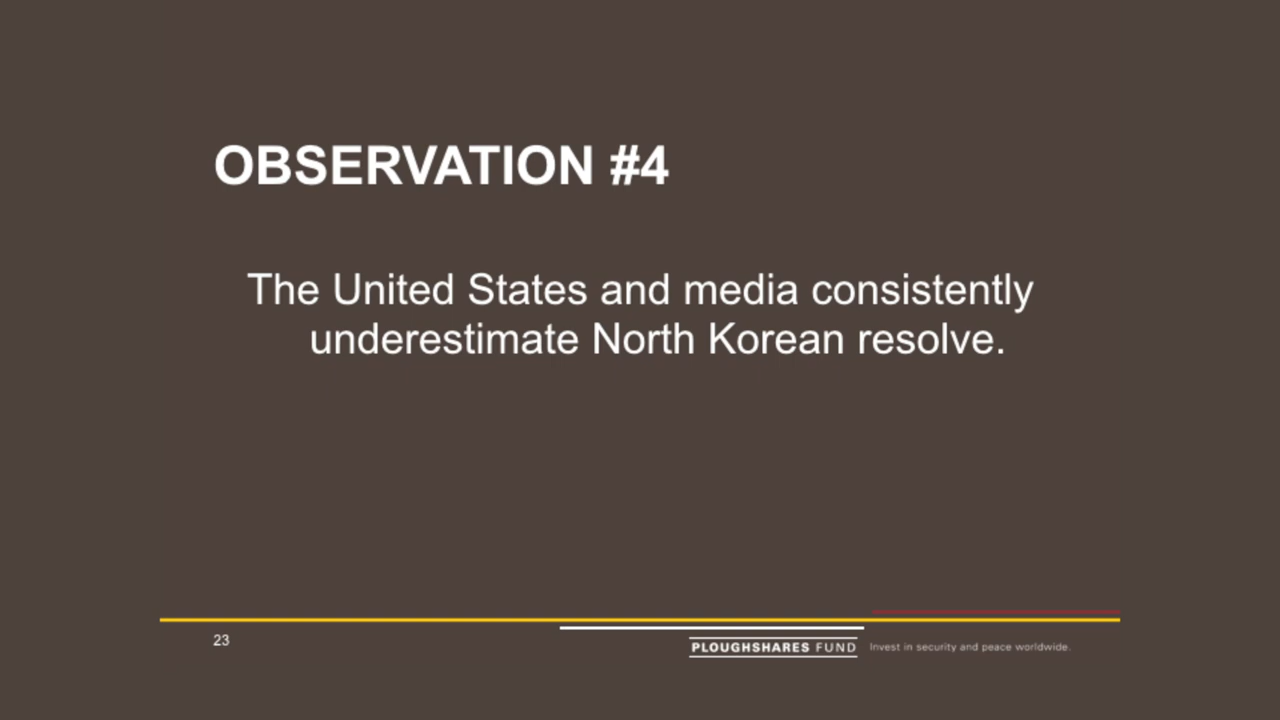 OBSERVATION #4
The United States and media consistently
underestimate North Korean resolve.
23
PLOUGHSHARES FUND Invest in security and peace worldwide.